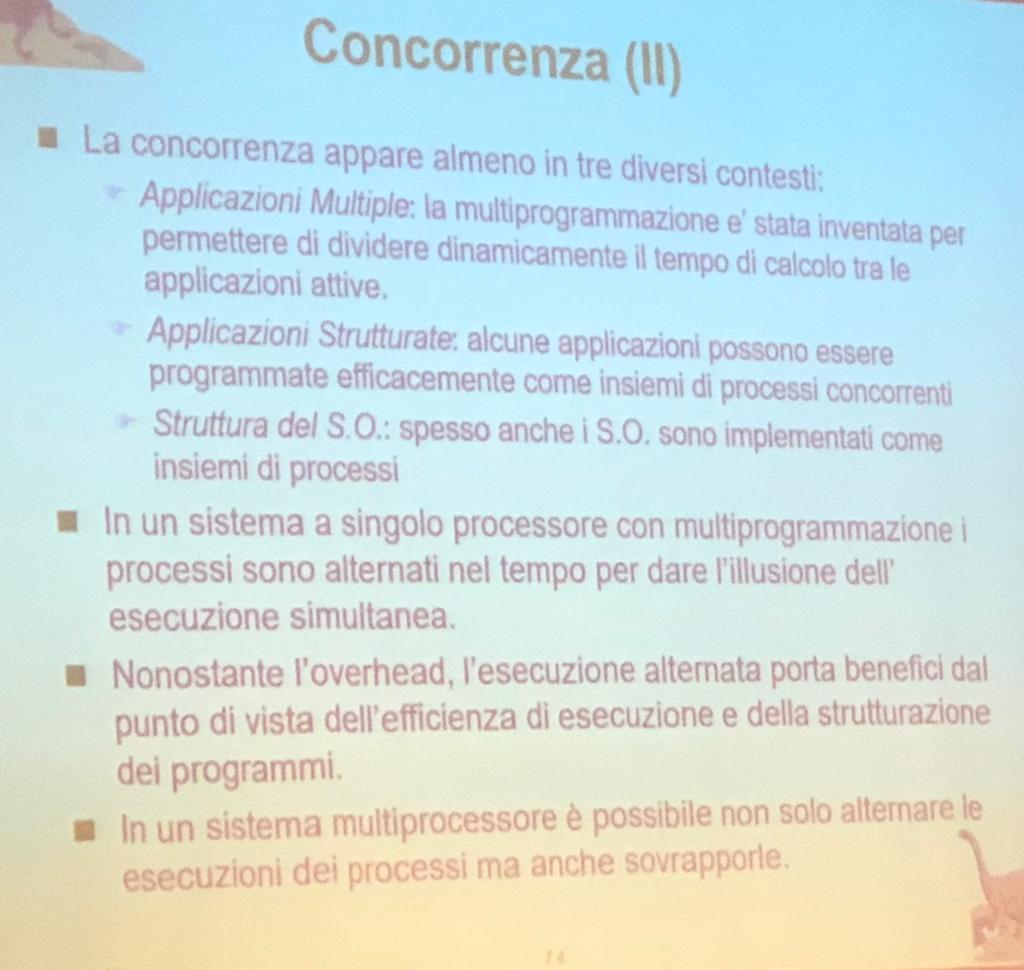 Concorrenza (II)
La concorrenza appare almeno in tre diversi contesti:
Applicazioni Multiple: la multiprogrammazione e' stata inventata per
permettere di dividere dinamicamente il tempo di calcolo tra le
applicazioni attive.
Applicazioni Strutturate: alcune applicazioni possono essere
programmate efficacemente come insiemi di processi concorrenti
Struttura del S.O.: spesso anche i S.O. sono implementati come
insiemi di processi
In un sistema a singolo processore con multiprogrammazione i
processi sono alternati nel tempo per dare l'illusione dell'
esecuzione simultanea.
Nonostante l'overhead, l'esecuzione alternata porta benefici dal
punto di vista dell'efficienza di esecuzione e della strutturazione
dei programmi.
In un sistema multiprocessore è possibile non solo alternare le
esecuzioni dei processi ma anche sovrapporle.